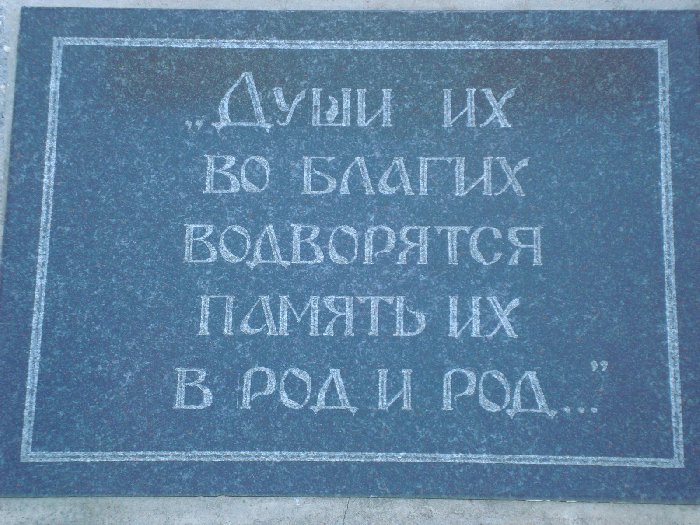 „Души их
во благих
водворятся
память их
в род и род..."